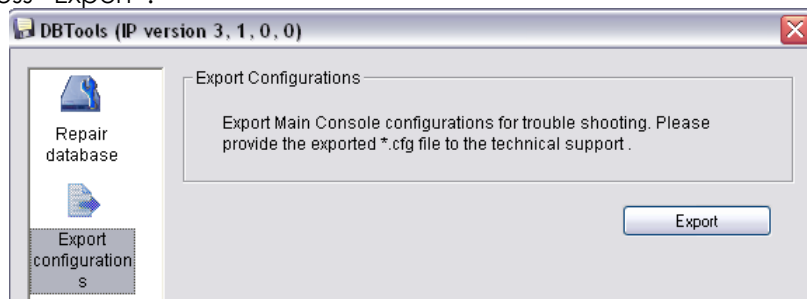 "Export".
DBTools (IP version 3, 1, 0, 0)
Repair
database
Export
configuration
s
Export Configurations
Export Main Console configurations for trouble shooting. Please
provide the exported *.cfg file to the technical support .
Export